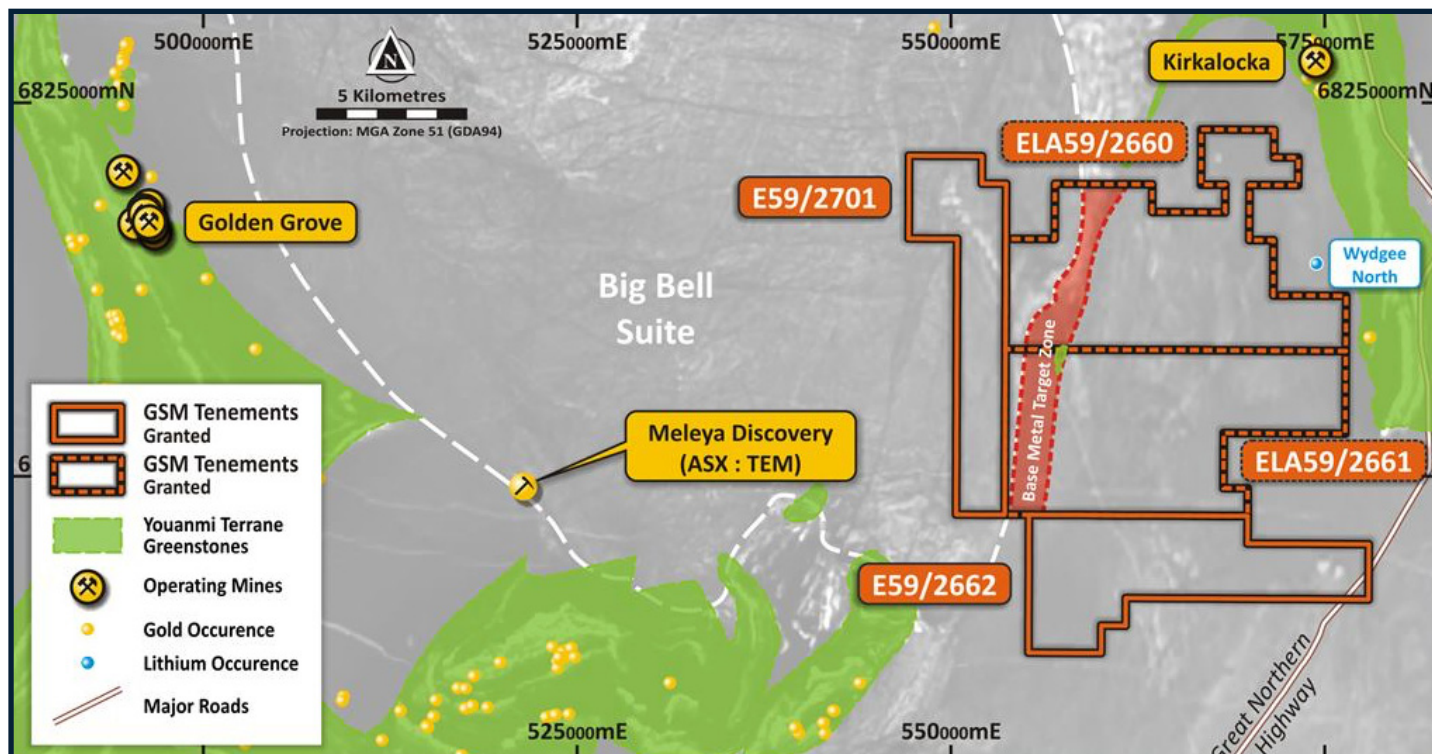 500000mE
525000mE
550000mE
575000mE
N
5 Kilometres
Projection: MGA Zone 51 (GDA94)
6825000mN
6825000mN
Kirkalocka
ELA59/2660
E59/2701
Golden Grove
Wydgee
North
Big Bell
Suite
Base Metal Target Zone
Meleya Discovery
(ASX : TEM)
ELA59/2661
E59/2662
GSM Tenements
Granted
GSM Tenements
Granted
Youanmi Terrane
Greenstones
Operating Mines
Gold Occurence
Lithium Occurence
Major Roads
525000mE
550000mE
Great Northern
Highway